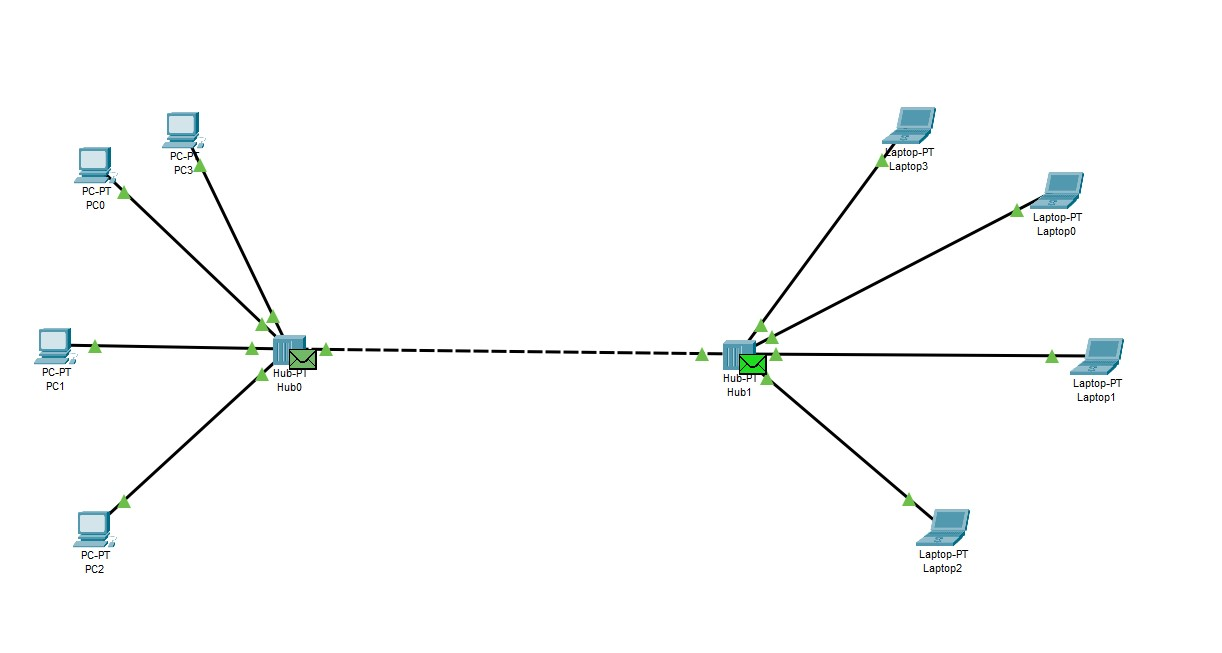 PC-PT
PC3
PC-PT
PC0
PC-PT
PC1
PC-PT
PC2
Hub-PT
Hub0
Hub-PT
Hub1
Laptop-PT
Laptop3
Laptop-PT
Laptop0
Laptop-PT
Laptop1
Laptop-PT
Laptop2